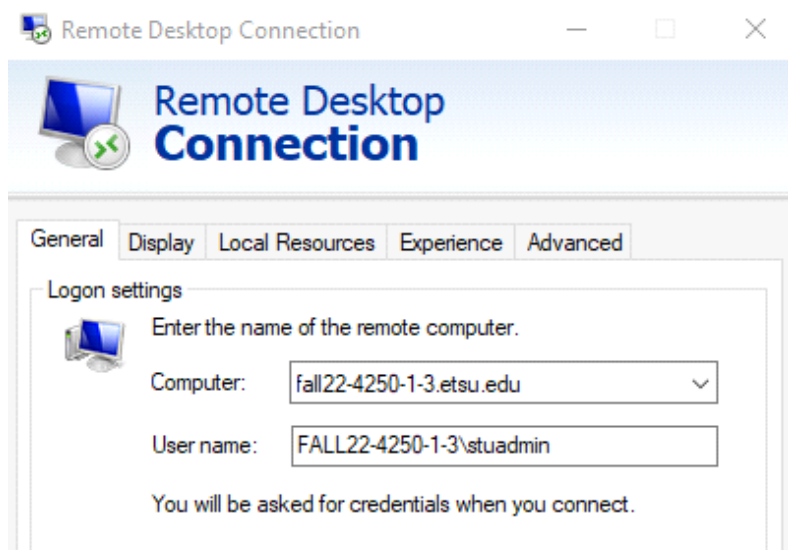 Remote Desktop Connection
Remote Desktop
Connection
General Display Local Resources Experience Advanced
Logon settings
Enter the name of the remote computer.
Computer: fall22-4250-1-3.etsu.edu
User name: FALL22-4250-1-3\stuadmin
You will be asked for credentials when you connect.